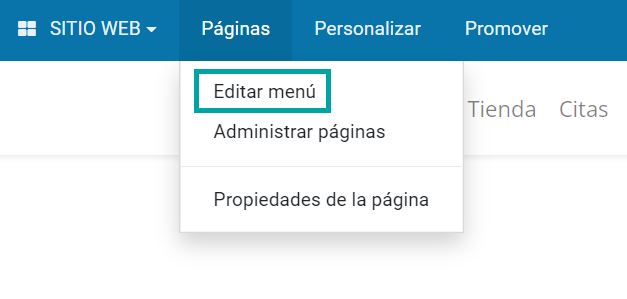 SITIO WEB Páginas Personalizar Promover
Editar menú
Tienda Citas
Administrar páginas
Propiedades de la página